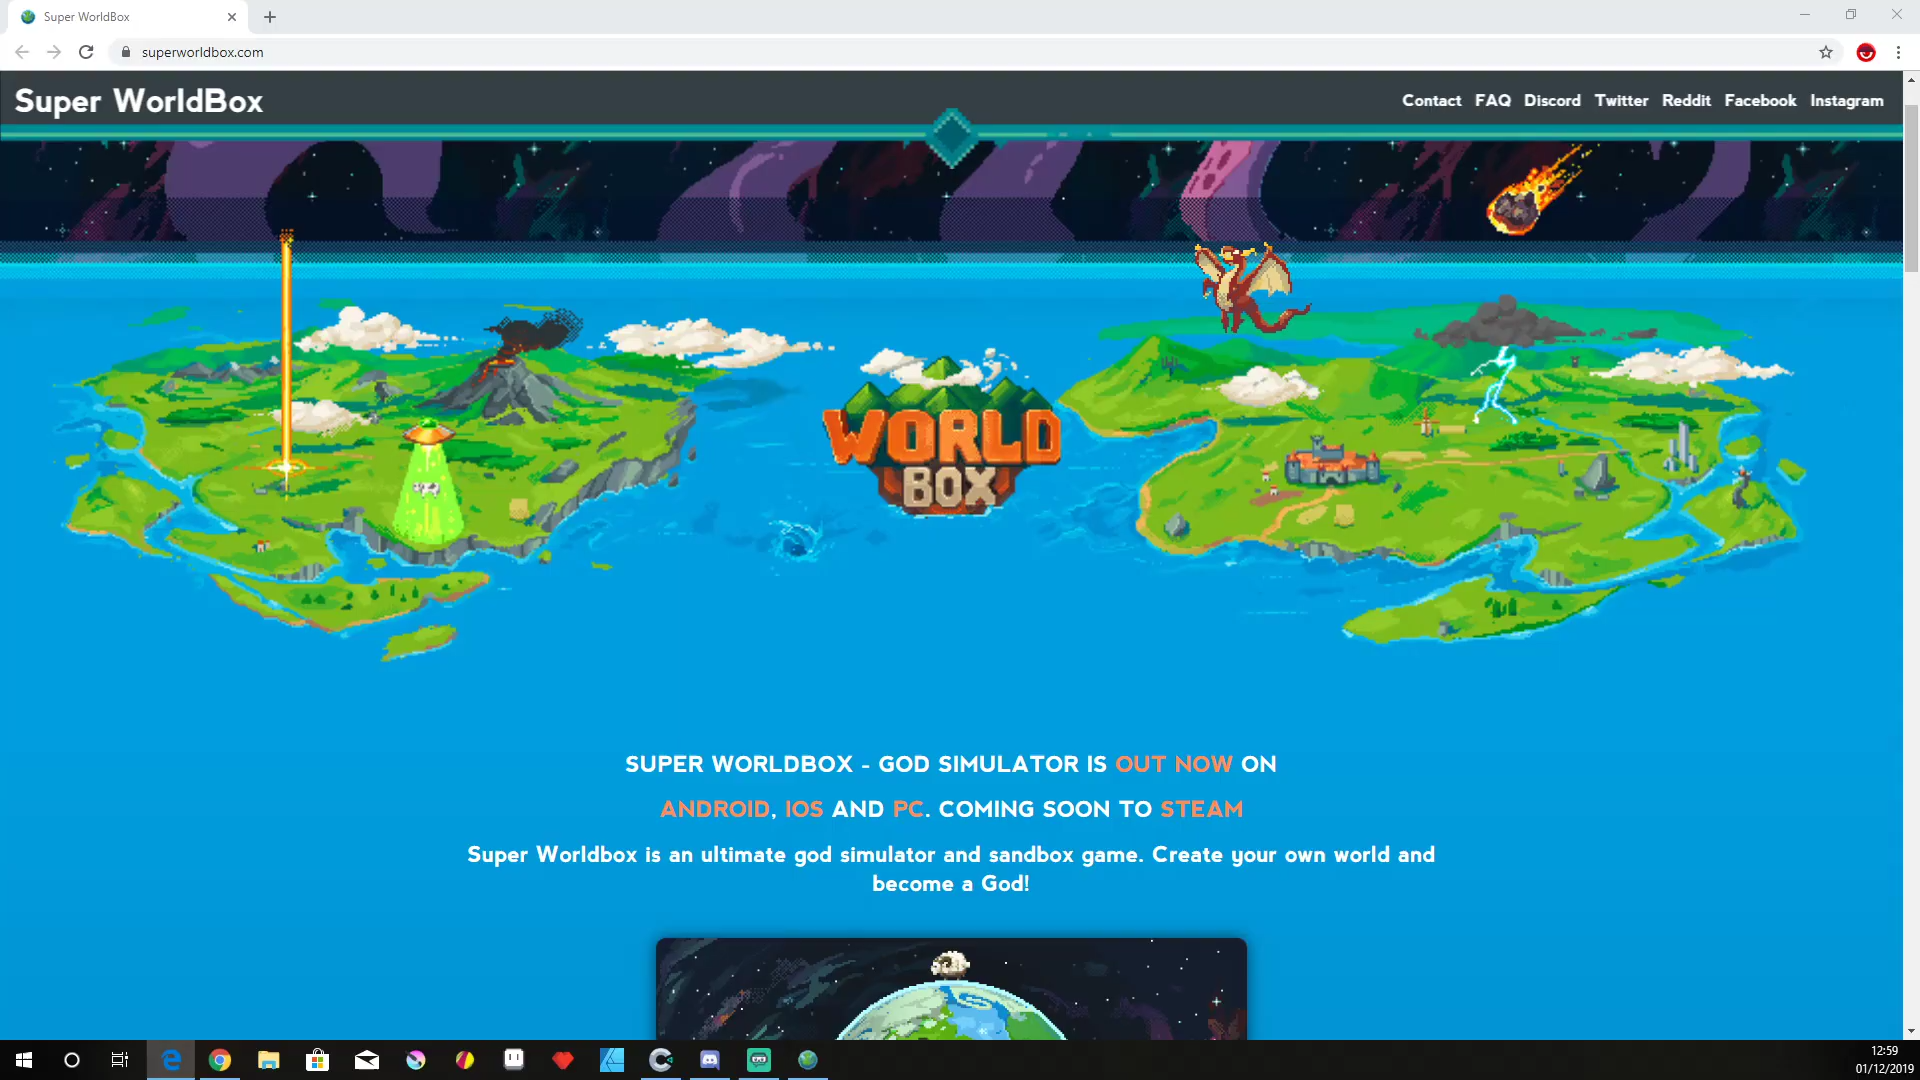 Super WorldBox
superworldbox.com
Super WorldBox
Contact FAQ Discord Twitter Reddit Facebook Instagram
WORLD
BOX
SUPER WORLDBOX - GOD SIMULATOR IS OUT NOW ON
ANDROID, IOS AND PC. COMING SOON TO STEAM
Super Worldbox is an ultimate god simulator and sandbox game. Create your own world and
become a God!
12:59
01/12/2019